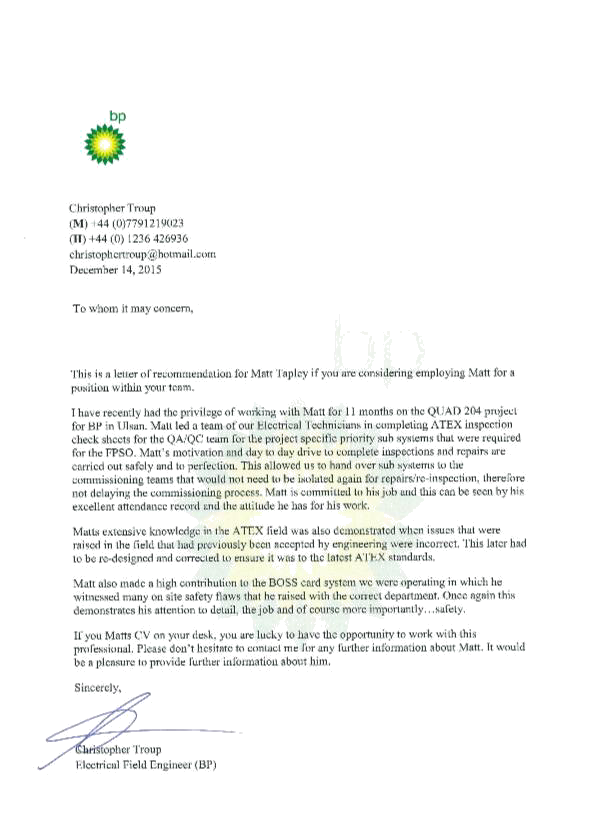 bp
Christopher Troup
(M) +44 (0)7791219023
(H) +44 (0) 1236 426936
christophertroup@hotmail.com
December 14, 2015
To whom it may concern,
bp
This is a letter of recommendation for Matt Tapley if you are considering employing Matt for a
position within your team.
I have recently had the privilege of working with Matt for 11 months on the QUAD 204 project
for BP in Ulsan. Matt led a team of our Electrical Technicians in completing ATEX inspection
check sheets for the QA/QC team for the project specific priority sub systems that were required
for the FPSO. Matt's motivation and day to day drive to complete inspections and repairs are
carried out safely and to perfection. This allowed us to hand over sub systems to the
commissioning teams that would not need to be isolated again for repairs/re-inspection, therefore
not delaying the commissioning process. Matt is committed to his job and this can be seen by his
excellent attendance record and the attitude he has for his work.
Matts extensive knowledge in the ATEX field was also demonstrated when issues that were
raised in the field that had previously been accepted by engineering were incorrect. This later had
to be re-designed and corrected to ensure it was to the latest ATEX standards.
Matt also made a high contribution to the BOSS card system we were operating in which he
witnessed many on site safety flaws that he raised with the correct department. Once again this
demonstrates his attention to detail, the job and of course more importantly…safety.
If you Matts CV on your desk, you are lucky to have the opportunity to work with this
professional. Please don't hesitate to contact me for any further information about Matt. It would
be a pleasure to provide further information about him.
Sincerely,
Christopher Troup
Electrical Field Engineer (BP)